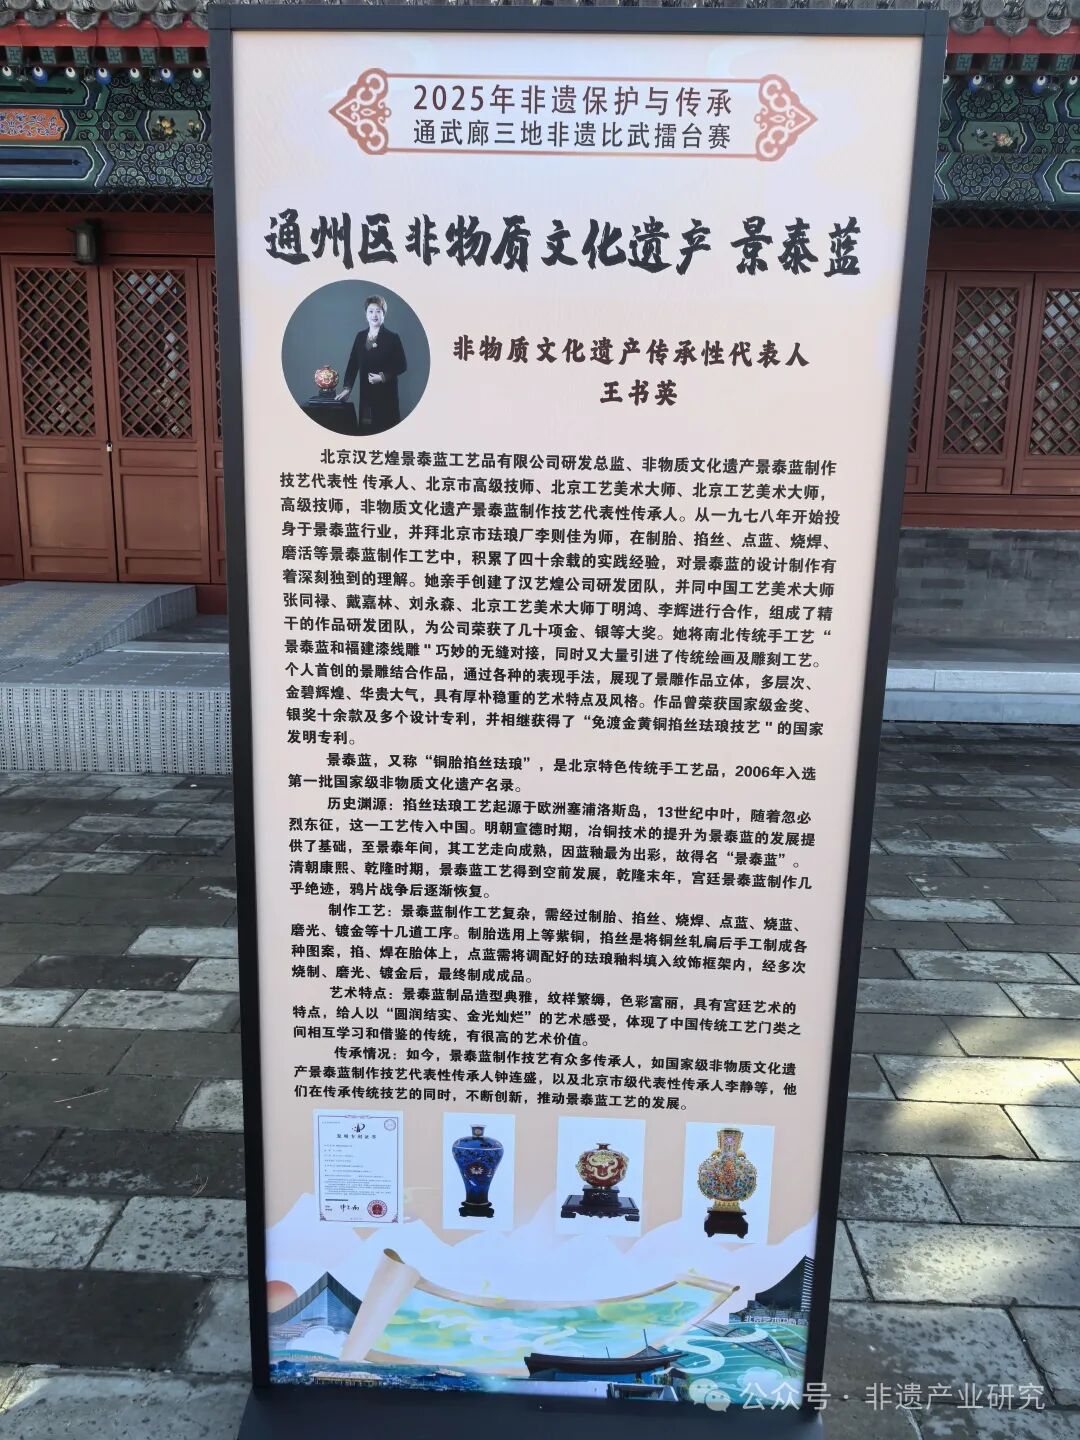 2025年非遗保护与传承
通武廊三地非遗比武擂台赛
通州区非物质文化遗产 景泰蓝
非物质文化遗产传承性代表人
王书英
北京汉艺煌景泰蓝工艺品有限公司研发总监、非物质文化遗产景泰蓝制作
技艺代表性 传承人、北京市高级技师、北京工艺美术大师、北京工艺美术大师，
高级技师，非物质文化遗产景泰蓝制作技艺代表性传承人。从一九七八年开始投
身于景泰蓝行业，并拜北京市珐琅厂李则佳为师，在制胎、掐丝、点蓝、烧焊、
磨活等景泰蓝制作工艺中，积累了四十余载的实践经验，对景泰蓝的设计制作有
着深刻独到的理解。她亲手创建了汉艺煌公司研发团队，并同中国工艺美术大师
张同禄、戴嘉林、刘永森、北京工艺美术大师丁明鸿、李辉进行合作，组成了精
干的作品研发团队，为公司荣获了几十项金、银等大奖。她将南北传统手工艺“
景泰蓝和福建漆线雕"巧妙的无缝对接，同时又大量引进了传统绘画及雕刻工艺。
个人首创的景雕结合作品，通过各种的表现手法，展现了景雕作品立体，多层次、
金碧辉煌、华贵大气，具有厚朴稳重的艺术特点及风格。作品曾荣获国家级金奖、
银奖十余款及多个设计专利，并相继获得了“免渡金黄铜掐丝珐琅技艺"的国家
发明专利。
景泰蓝，又称“铜胎掐丝珐琅”，是北京特色传统手工艺品，2006年入选
第一批国家级非物质文化遗产名录。
历史渊源：掐丝珐琅工艺起源于欧洲塞浦洛斯岛，13世纪中叶，随着忽必
烈东征，这一工艺传入中国。明朝宣德时期，冶铜技术的提升为景泰蓝的发展提
供了基础，至景泰年间，其工艺走向成熟，因蓝釉最为出彩，故得名“景泰蓝”。
清朝康熙、乾隆时期，景泰蓝工艺得到空前发展，乾隆末年，宫廷景泰蓝制作几
乎绝迹，鸦片战争后逐渐恢复。
制作工艺：景泰蓝制作工艺复杂，需经过制胎、掐丝、烧焊、点蓝、烧蓝、
磨光、镀金等十几道工序。制胎选用上等紫铜，掐丝是将铜丝轧扁后手工制成各
种图案，掐、焊在胎体上，点蓝需将调配好的珐琅釉料填入纹饰框架内，经多次
烧制、磨光、镀金后，最终制成成品。
艺术特点：景泰蓝制品造型典雅，纹样繁缛，色彩富丽，具有宫廷艺术的
特点，给人以“圆润结实、金光灿烂”的艺术感受，体现了中国传统工艺门类之
间相互学习和借鉴的传统，有很高的艺术价值。
传承情况：如今，景泰蓝制作技艺有众多传承人，如国家级非物质文化遗
产景泰蓝制作技艺代表性传承人钟连盛，以及北京市级代表性传承人李静等，他
们在传承传统技艺的同时，不断创新，推动景泰蓝工艺的发展。
发明专利证书
北京艺术中心
公众号·非遗产业研究